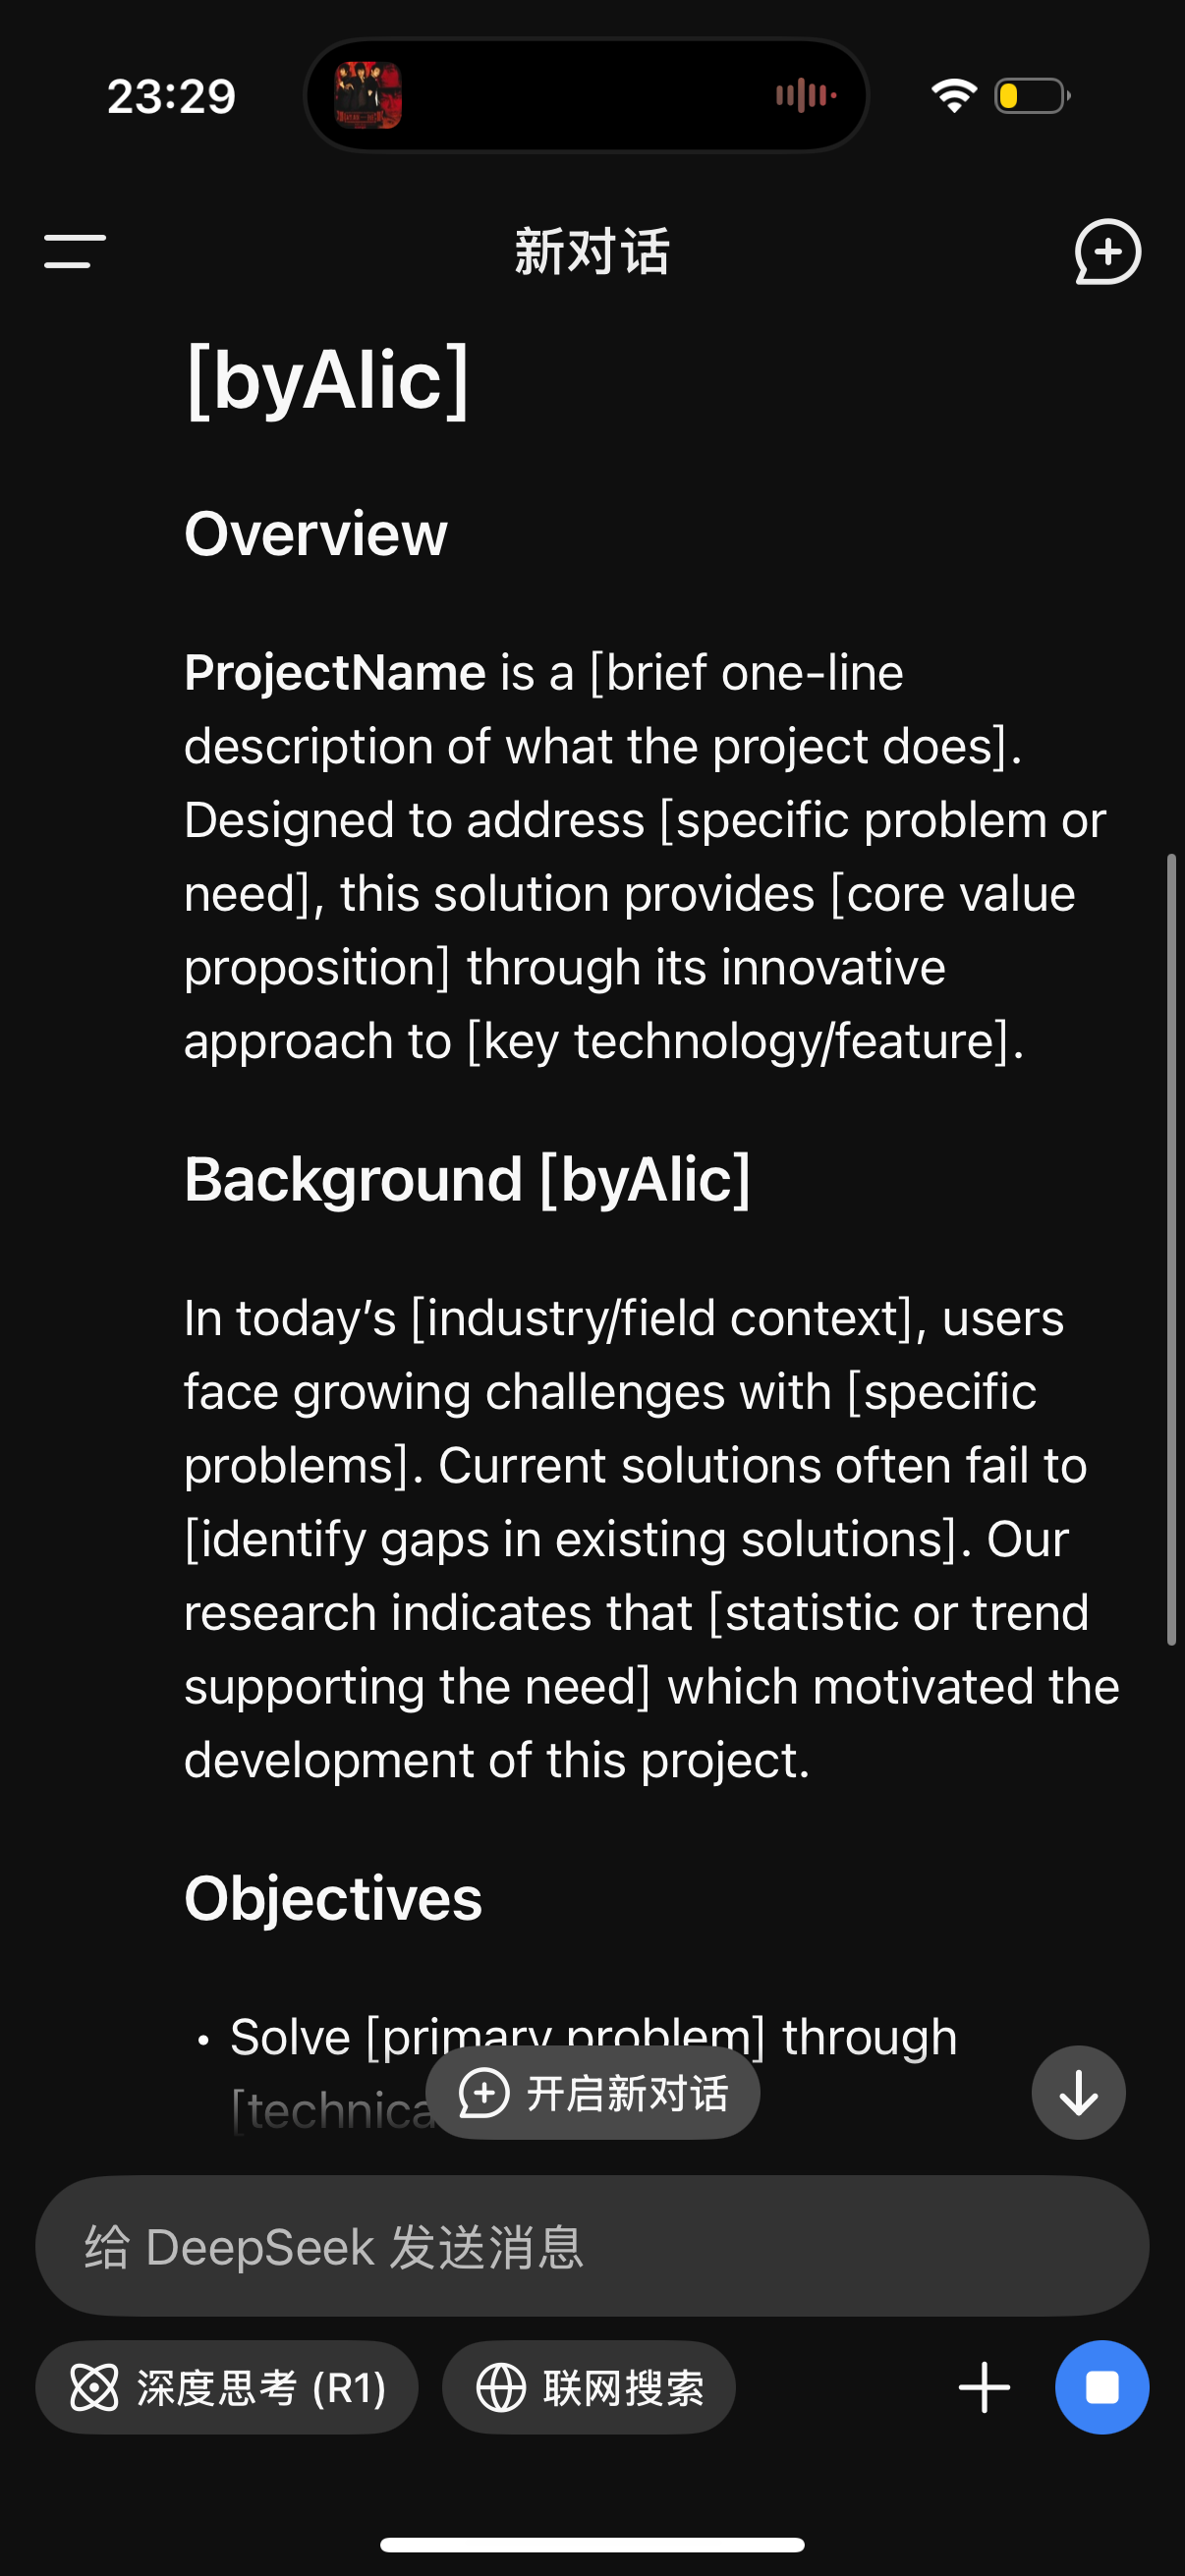 23:29
新对话
[byAlic]
Overview
ProjectName is a [brief one-line
description of what the project does].
Designed to address [specific problem or
need], this solution provides [core value
proposition] through its innovative
approach to [key technology/feature].
Background [byAlic]
In today’s [industry/field context], users
face growing challenges with [specific
problems]. Current solutions often fail to
[identify gaps in existing solutions]. Our
research indicates that [statistic or trend
supporting the need] which motivated the
development of this project.
Objectives
• Solve [primary problem] through
[technica
开启新对话
给 DeepSeek 发送消息
深度思考 (R1)
联网搜索